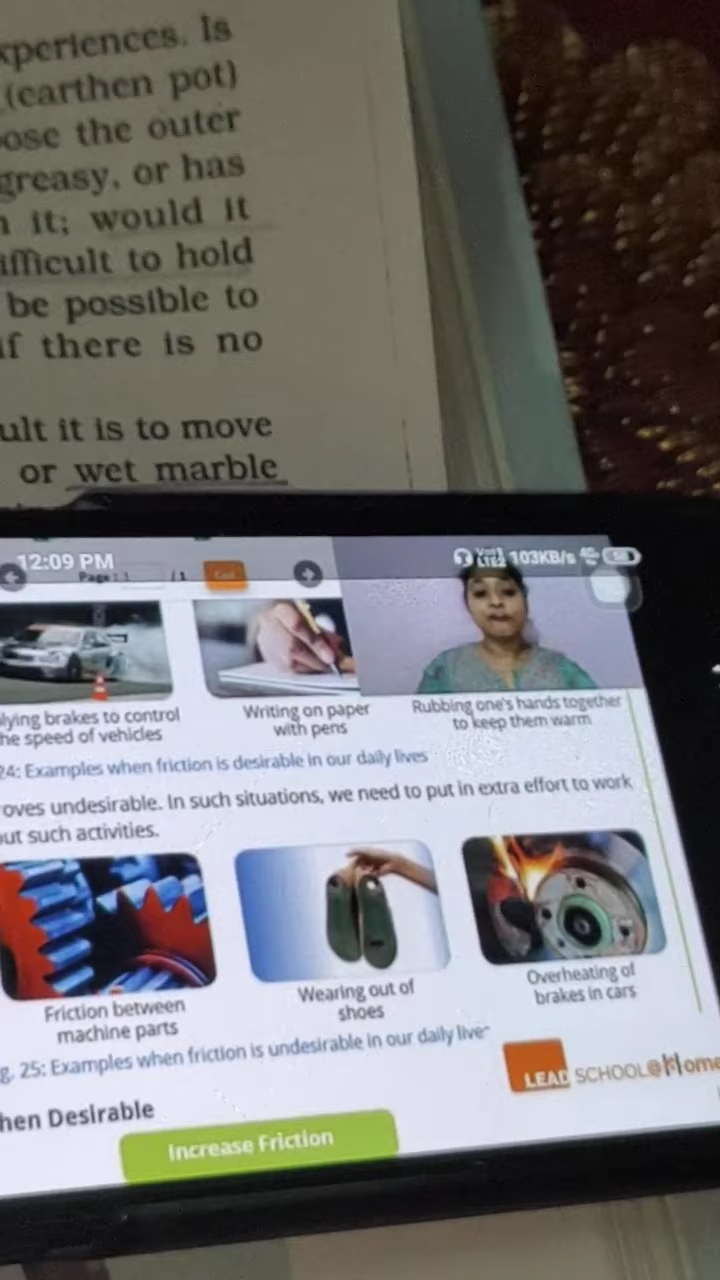 xperiences. Is
(earthen pot)
ose the outer
greasy, or has
it; would it
ifficult to hold
be possible to
if there is no
ult it is to move
or wet marble
12:09 PM
103KB/s
Page
lying brakes to control
he speed of vehicles
Writing on paper
with pens
Rubbing one's hands together
to keep them warm
24: Examples when friction is desirable in our daily lives
oves undesirable. In such situations, we need to put in extra effort to work
ut such activities.
Friction between
machine parts
Wearing out of
shoes
Overheating of
brakes in cars
g. 25: Examples when friction is undesirable in our daily live
LEAD SCHOOL@Home
hen Desirable
Increase Friction